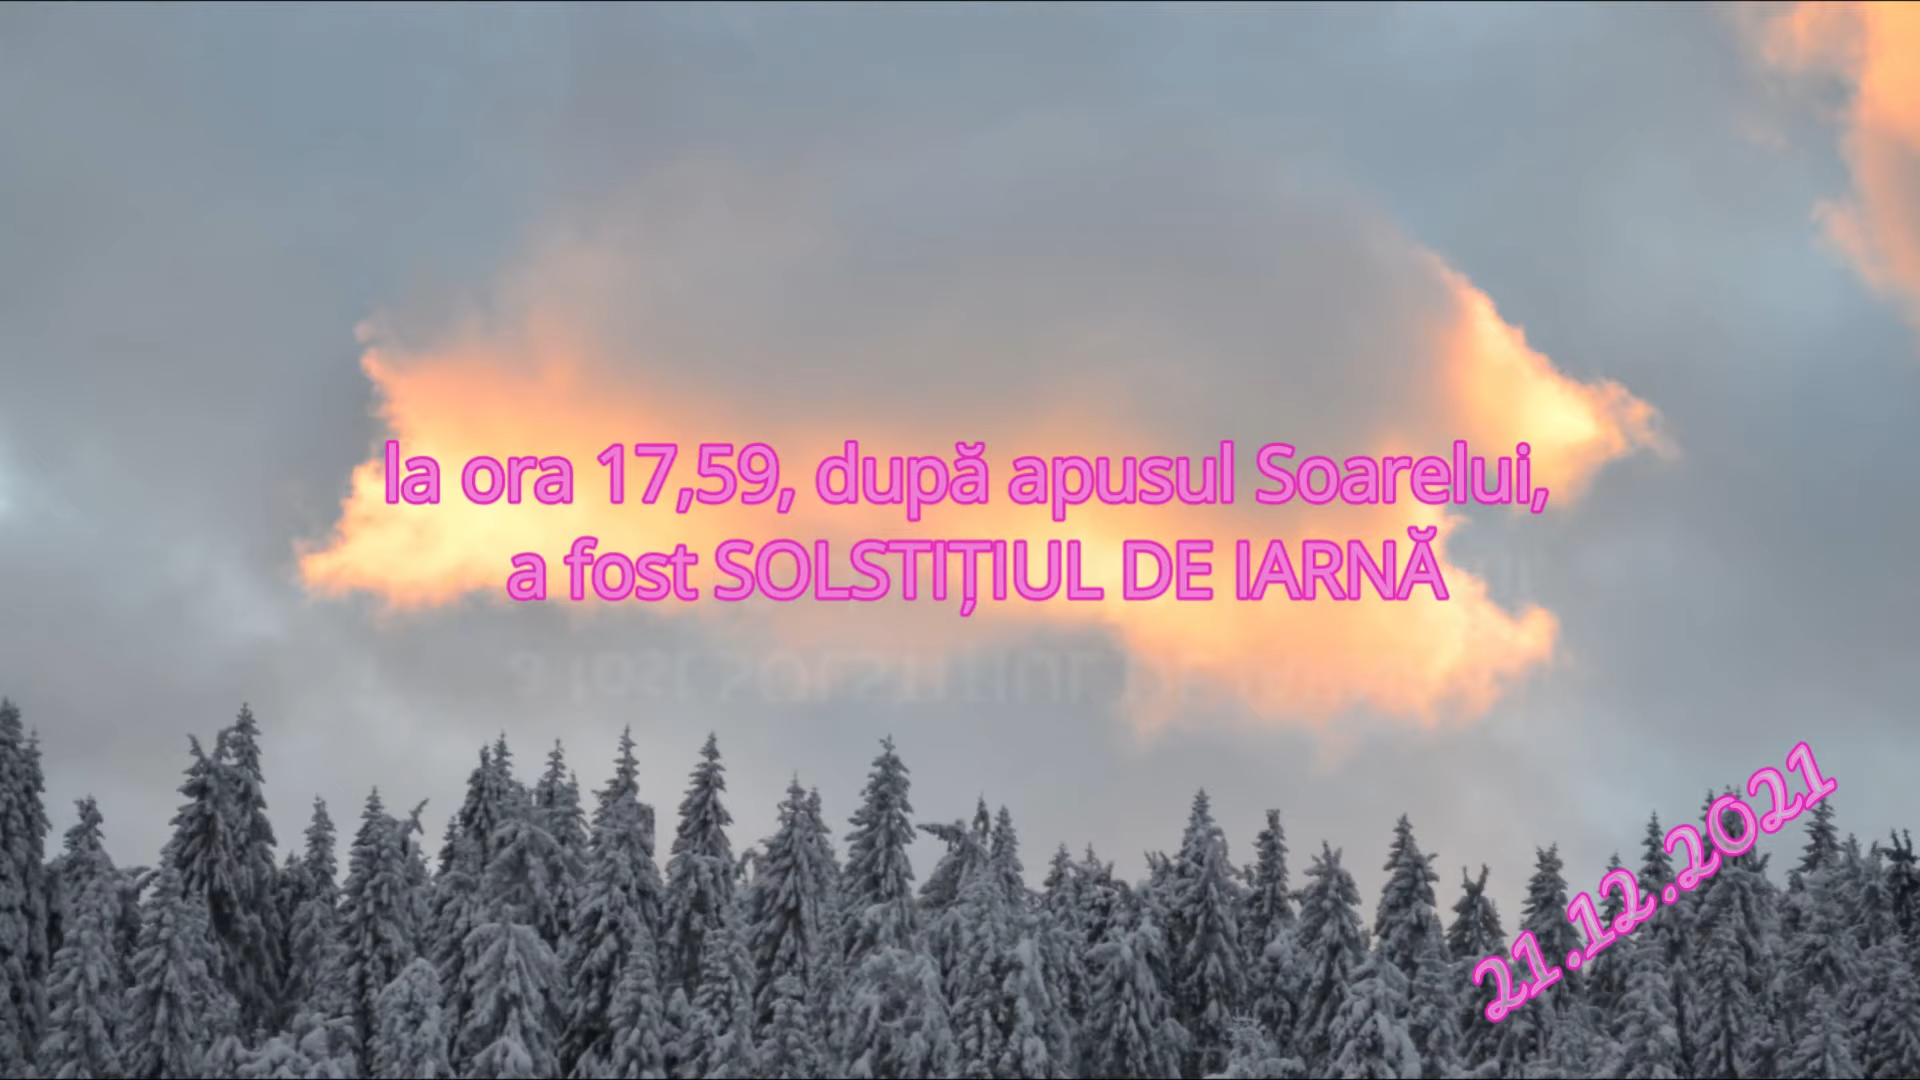 la ora 17,59, după apusul Soarelui,
a fost SOLSTIȚIUL DE IARNĂ
21.12.2021